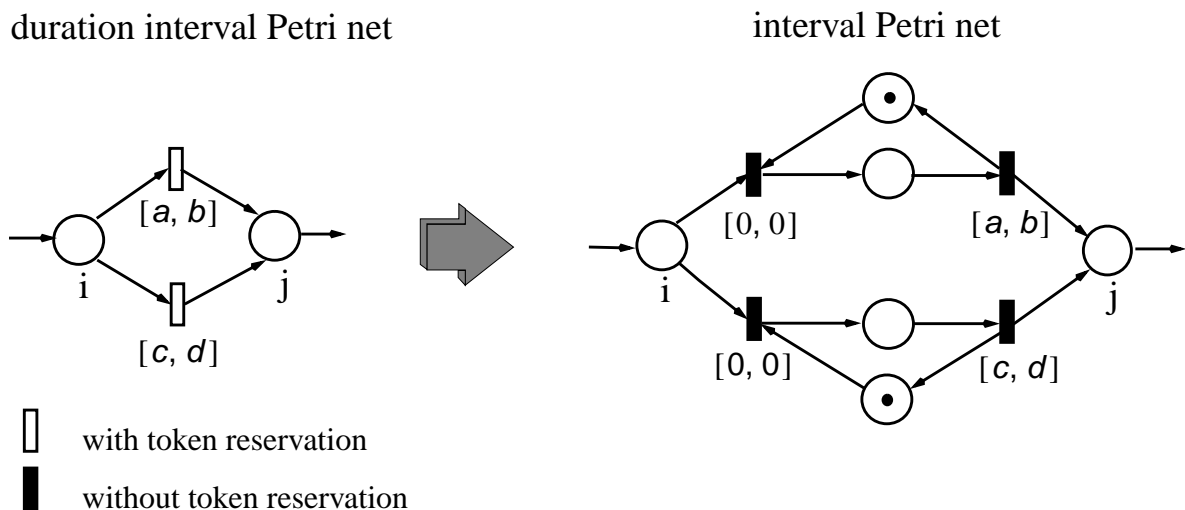 duration interval Petri net
interval Petri net
[a, b]
i
j
[c, d]
[0, 0]
[a, b]
i
j
[0, 0]
[c, d]
with token reservation
without token reservation